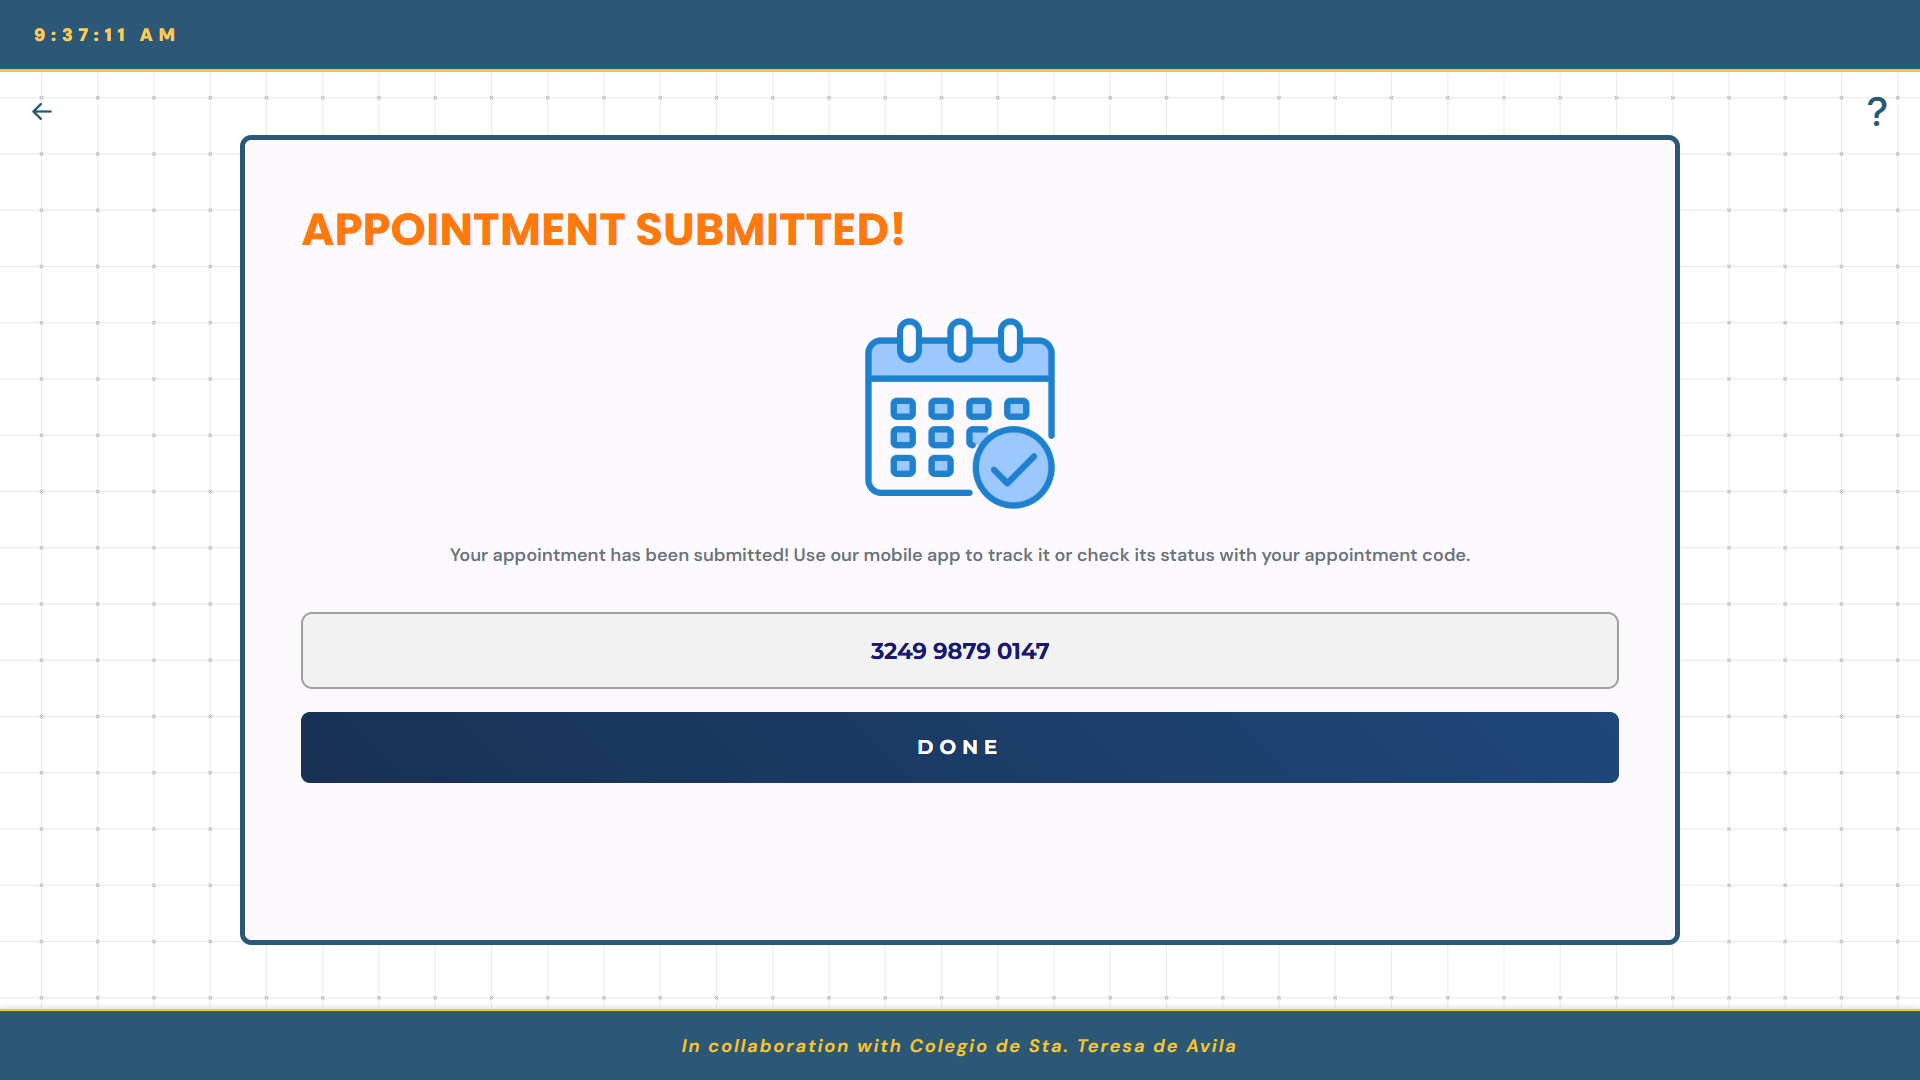 9:37:11 AM
?
APPOINTMENT SUBMITTED!
Your appointment has been submitted! Use our mobile app to track it or check its status with your appointment code.
3249 9879 0147
DONE
In collaboration with Colegio de Sta. Teresa de Avila